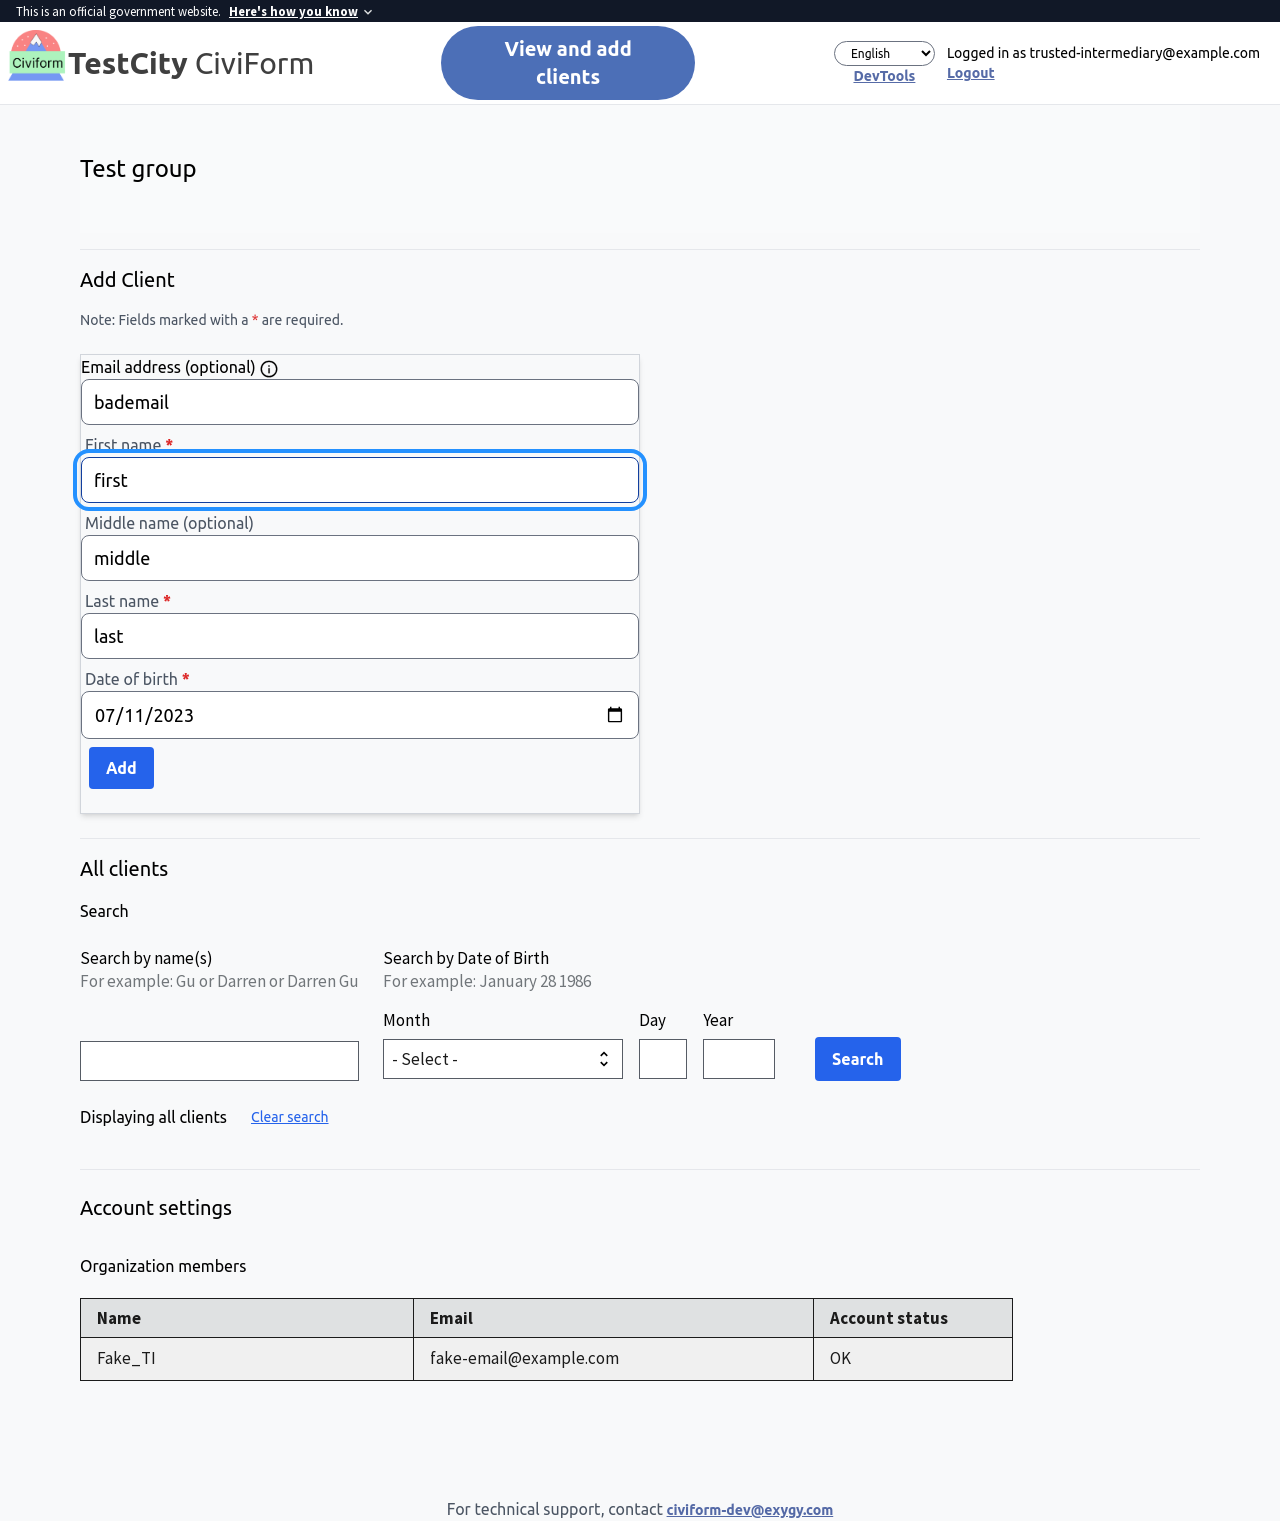 This is an official government website. Here's how you know
Civiform
TestCity CiviForm
View and add
clients
English
DevTools
Logged in as trusted-intermediary@example.com
Logout
Test group
Add Client
Note: Fields marked with a * are required.
Email address (optional)
bademail
First name *
first
Middle name (optional)
middle
Last name *
last
Date of birth *
07/11/2023
Add
All clients
Search
Search by name(s)
For example: Gu or Darren or Darren Gu
Search by Date of Birth
For example: January 28 1986
Month
Day
Year
- Select -
Search
Displaying all clients
Clear search
Account settings
Organization members
Name Email Account status
Fake_TI fake-email@example.com OK
For technical support, contact civiform-dev@exygy.com